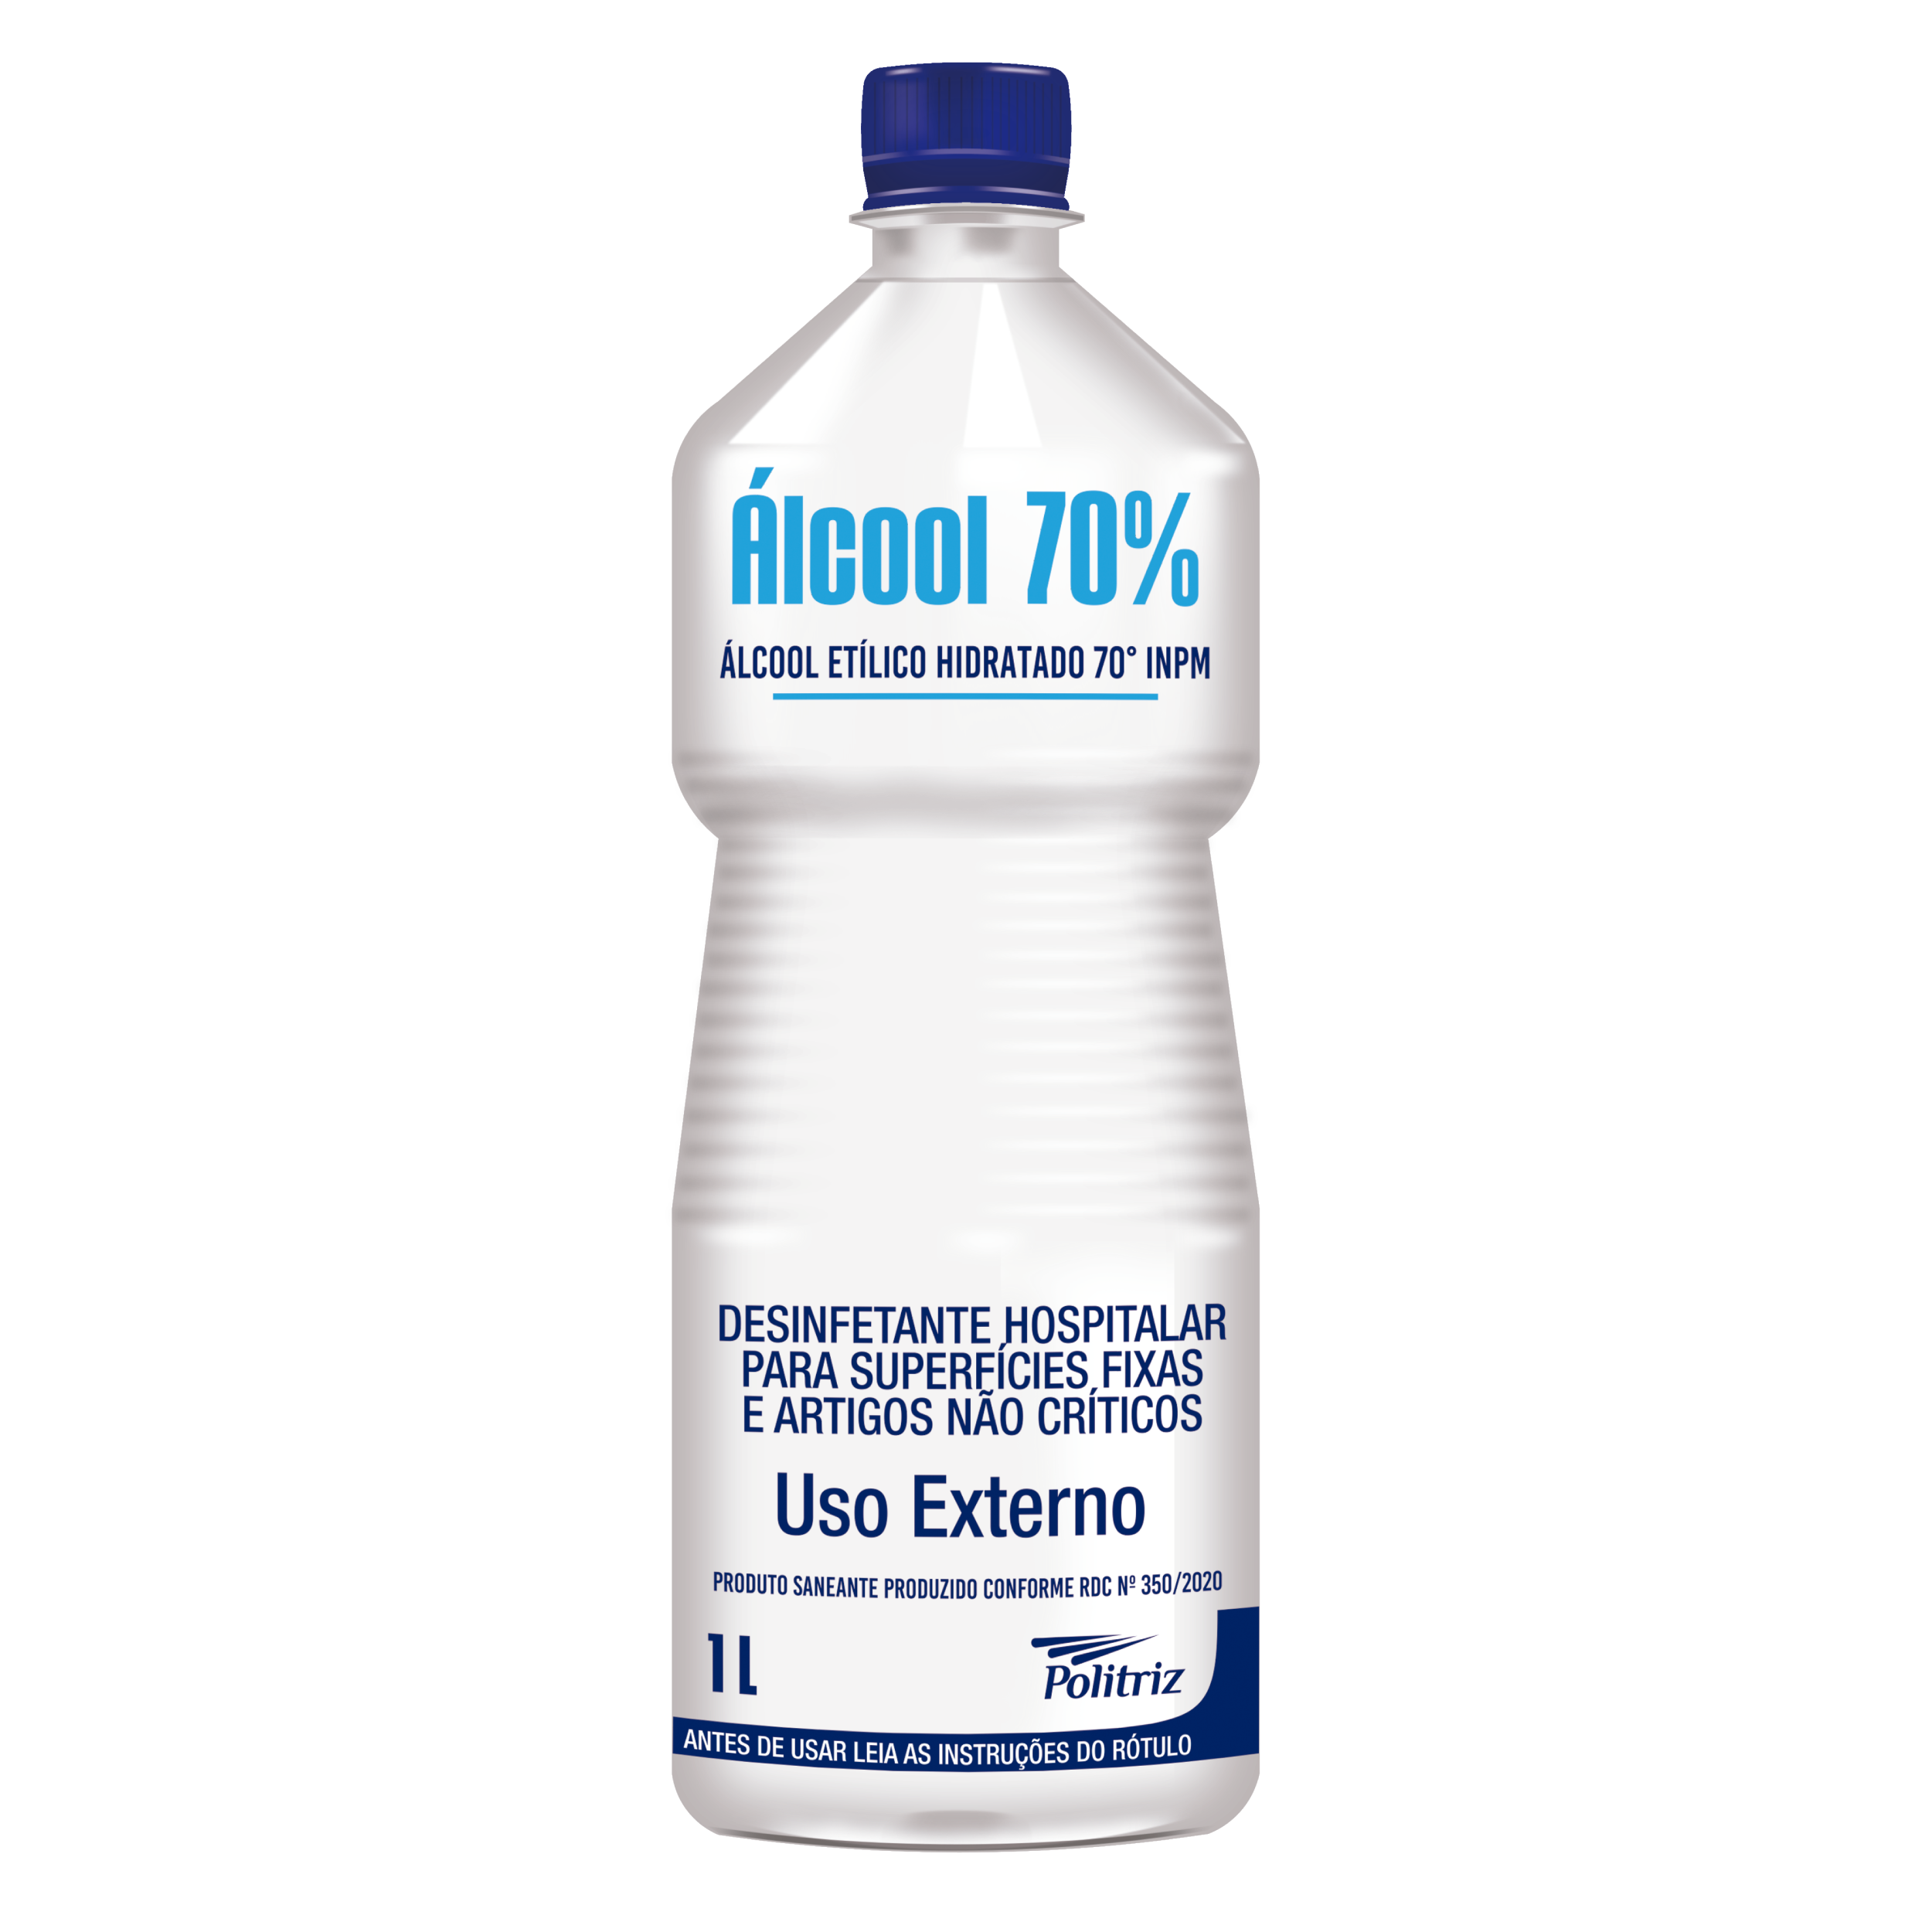 Álcool 70%
ÁLCOOL ETÍLICO HIDRATADO 70° INPM
DESINFETANTE HOSPITALAR
PARA SUPERFÍCIES FIXAS
E ARTIGOS NÃO CRÍTICOS
Uso Externo
PRODUTO SANEANTE PRODUZIDO CONFORME RDC Nº 350/2020
1 L
Politriz
ANTES DE USAR LEIA AS INSTRUÇÕES DO RÓTULO